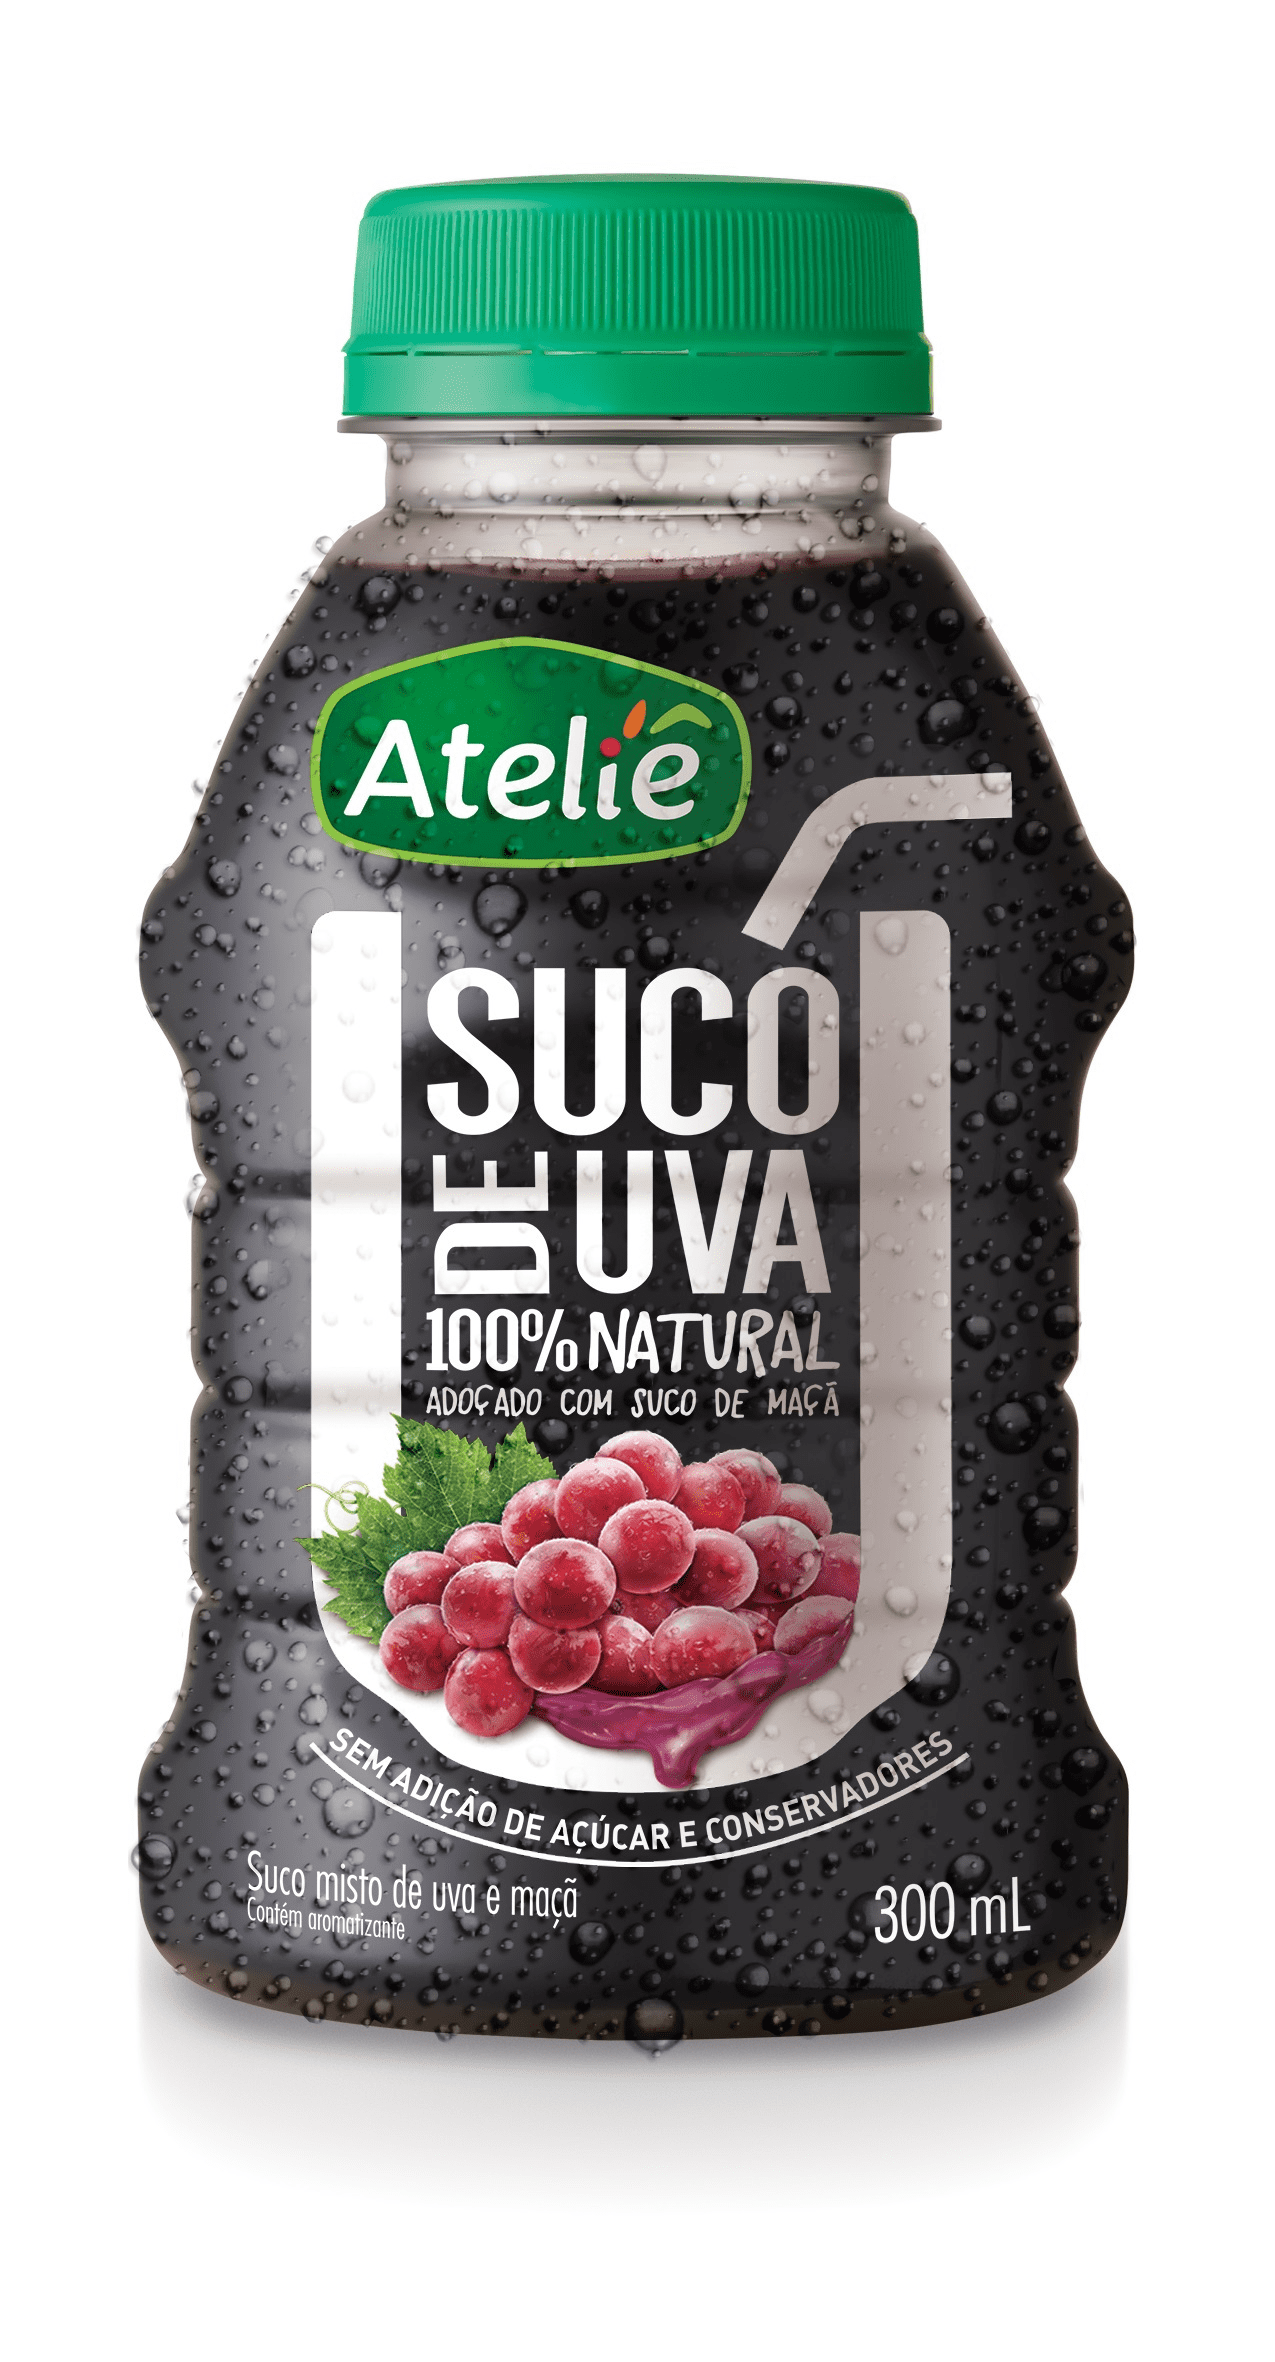 Ateliê
SUCO
DE UVA
100% NATURAL
ADOÇADO COM SUCO DE MAÇÃ
SEM ADIÇÃO DE AÇÚCAR E CONSERVADORES
Suco misto de uva e maçã
Contém aromatizante
300 mL